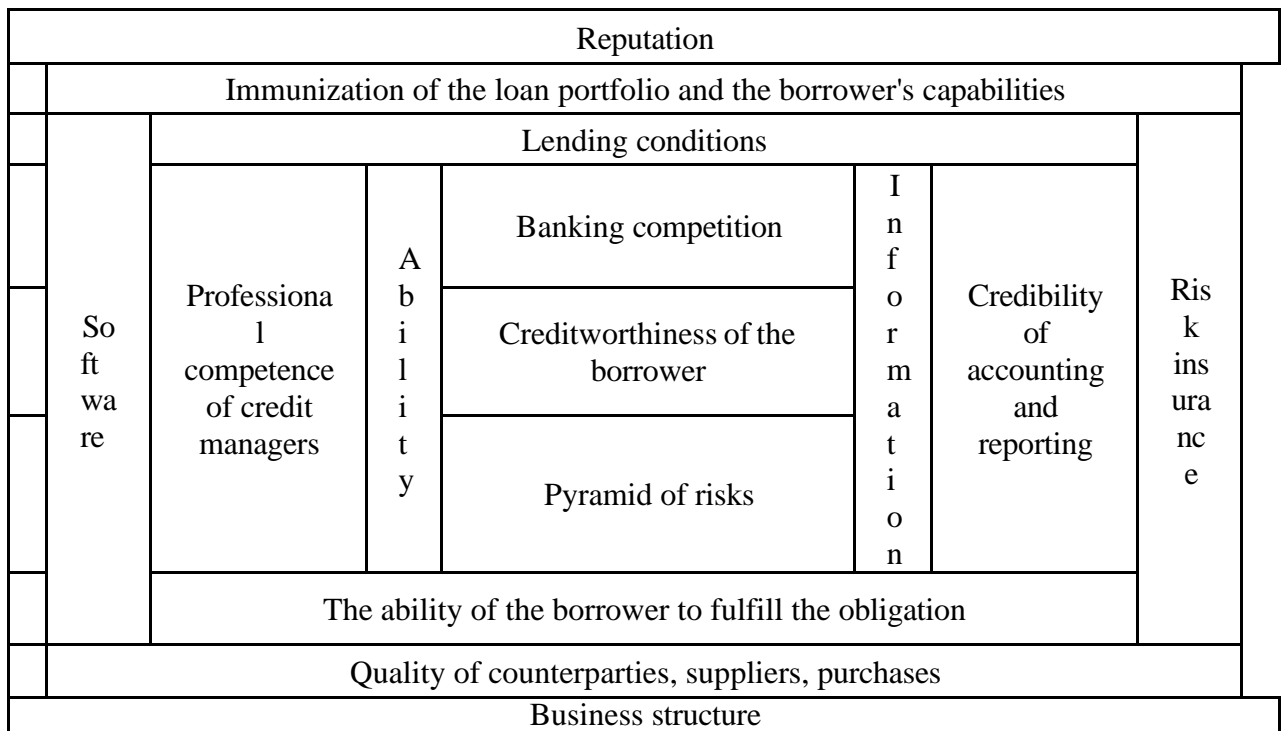 Reputation
Immunization of the loan portfolio and the borrower's capabilities
Lending conditions
So
ft
wa
re
Professiona
l
competence
of credit
managers
A
b
i
l
i
t
y
Banking competition
Creditworthiness of the
borrower
Pyramid of risks
I
n
f
o
r
m
a
t
i
o
n
Credibility
of
accounting
and
reporting
Ris
k
ins
ura
nc
e
The ability of the borrower to fulfill the obligation
Quality of counterparties, suppliers, purchases
Business structure